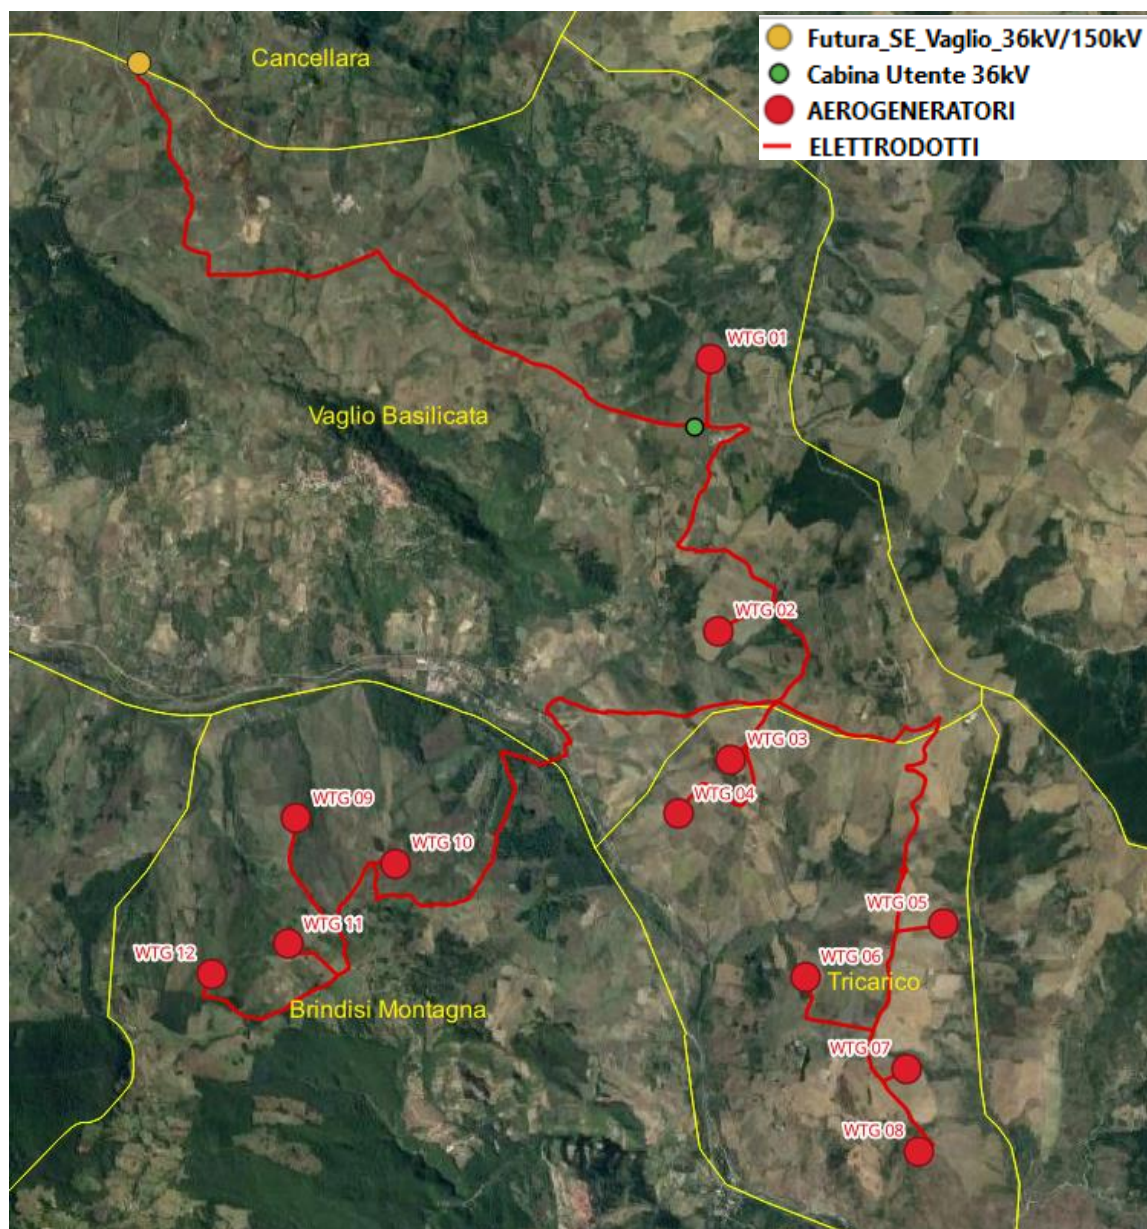 Futura_SE_Vaglio_36kV/150kV
Cabina Utente 36kV
AEROGENERATORI
ELETTRODOTTI
Cancellara
WTG 01
Vaglio Basilicata
WTG 02
WTG 03
WTG 04
WTG 09
WTG 10
WTG 05
WTG 11
WTG 12
WTG 06
Tricarico
Brindisi Montagna
WTG 07
WTG 08